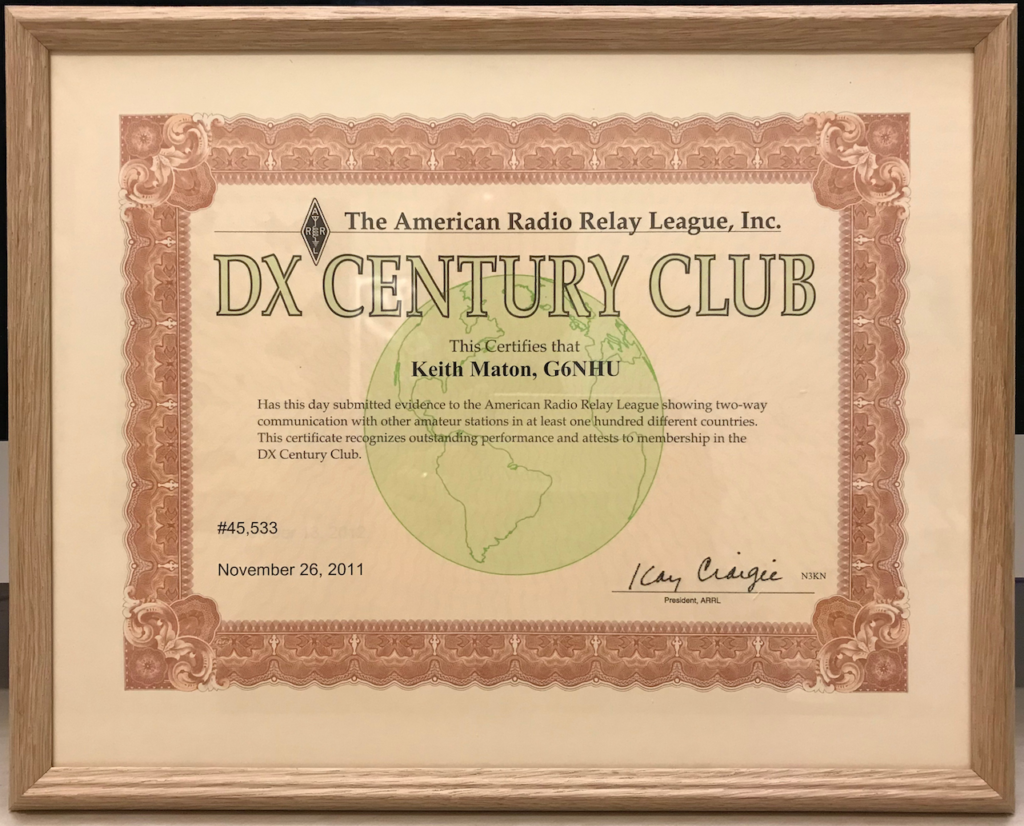 The American Radio Relay League, Inc.
ARRL
DX CENTURY CLUB
This Certifies that
Keith Maton, G6NHU
Has this day submitted evidence to the American Radio Relay League showing two-way
communication with other amateur stations in at least one hundred different countries.
This certificate recognizes outstanding performance and attests to membership in the
DX Century Club.
#45,533
November 26, 2011
Kay Craigie N3KN
President, ARRL